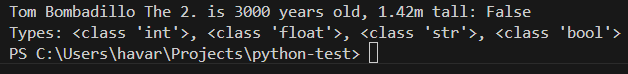 Tom Bombadillo The 2. is 3000 years old, 1.42m tall: False
Types: <class 'int'>, <class 'float'>, <class 'str'>, <class 'bool'>
PS C:\Users\havar\Projects\python-test>